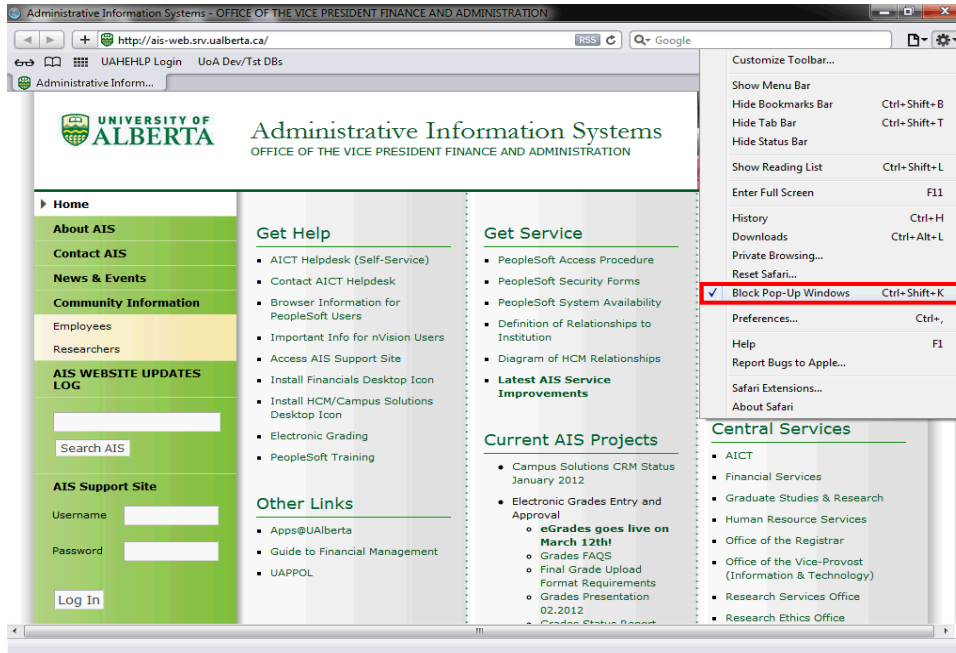 Administrative Information Systems - OFFICE OF THE VICE PRESIDENT FINANCE AND ADMINISTRATION
http://ais-web.srv.ualberta.ca/
RSS
Google
UAHEHLP Login UoA Dev/Tst DBs
Administrative Inform...
UNIVERSITY OF
ALBERTA
Administrative Information Systems
OFFICE OF THE VICE PRESIDENT FINANCE AND ADMINISTRATION
Home
About AIS
Contact AIS
News & Events
Community Information
Employees
Researchers
AIS WEBSITE UPDATES
LOG
Search AIS
AIS Support Site
Username
Password
Log In
Get Help
AICT Helpdesk (Self-Service)
Contact AICT Helpdesk
Browser Information for
PeopleSoft Users
Important Info for nVision Users
Access AIS Support Site
Install Financials Desktop Icon
Install HCM/Campus Solutions
Desktop Icon
Electronic Grading
PeopleSoft Training
Other Links
Apps@UAlberta
Guide to Financial Management
UAPPOL
Get Service
PeopleSoft Access Procedure
PeopleSoft Security Forms
PeopleSoft System Availability
Definition of Relationships to
Institution
Diagram of HCM Relationships
Latest AIS Service
Improvements
Current AIS Projects
Campus Solutions CRM Status
January 2012
Electronic Grades Entry and
Approval
eGrades goes live on
March 12th!
Grades FAQS
Final Grade Upload
Format Requirements
Grades Presentation
02.2012
Grades Status Report
Customize Toolbar...
Show Menu Bar
Hide Bookmarks Bar Ctrl+Shift+B
Hide Tab Bar Ctrl+Shift+T
Hide Status Bar
Show Reading List Ctrl+Shift+L
Enter Full Screen F11
History Ctrl+H
Downloads Ctrl+Alt+L
Private Browsing...
Reset Safari...
Block Pop-Up Windows Ctrl+Shift+K
Preferences... Ctrl+,
Help F1
Report Bugs to Apple...
Safari Extensions...
About Safari
Central Services
AICT
Financial Services
Graduate Studies & Research
Human Resource Services
Office of the Registrar
Office of the Vice-Provost
(Information & Technology)
Research Services Office
Research Ethics Office